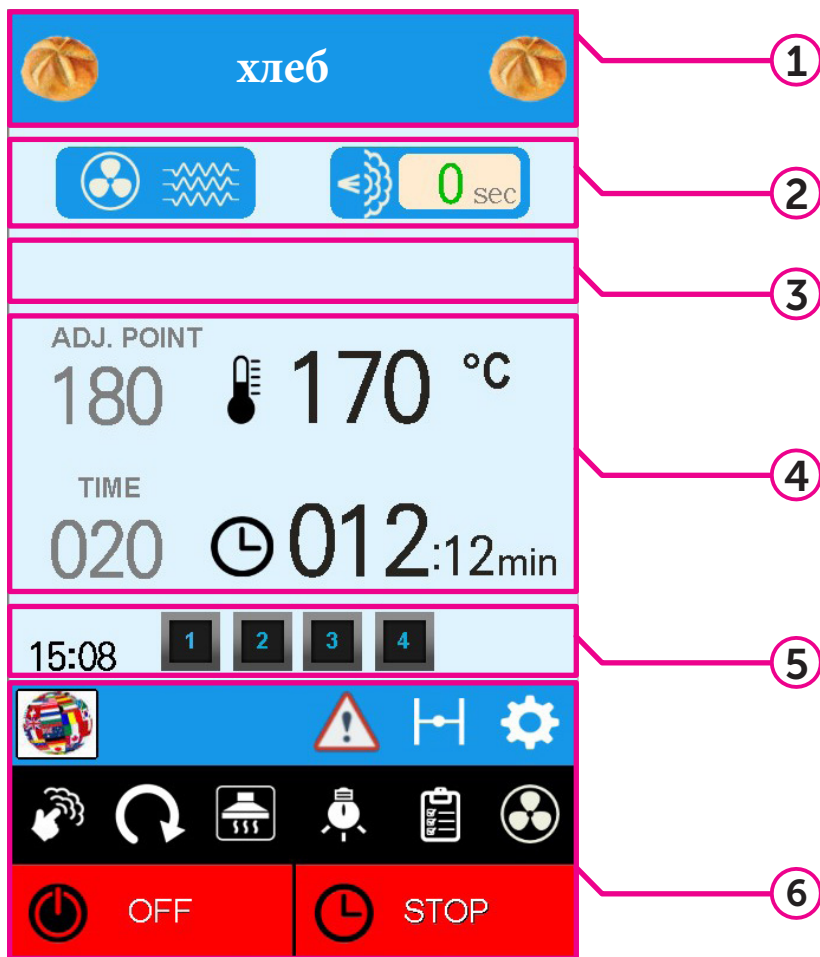 хлеб
1
0 sec
2
3
ADJ. POINT
180 170 °C
4
TIME
020 012:12min
15:08 1 2 3 4
5
OFF STOP
6